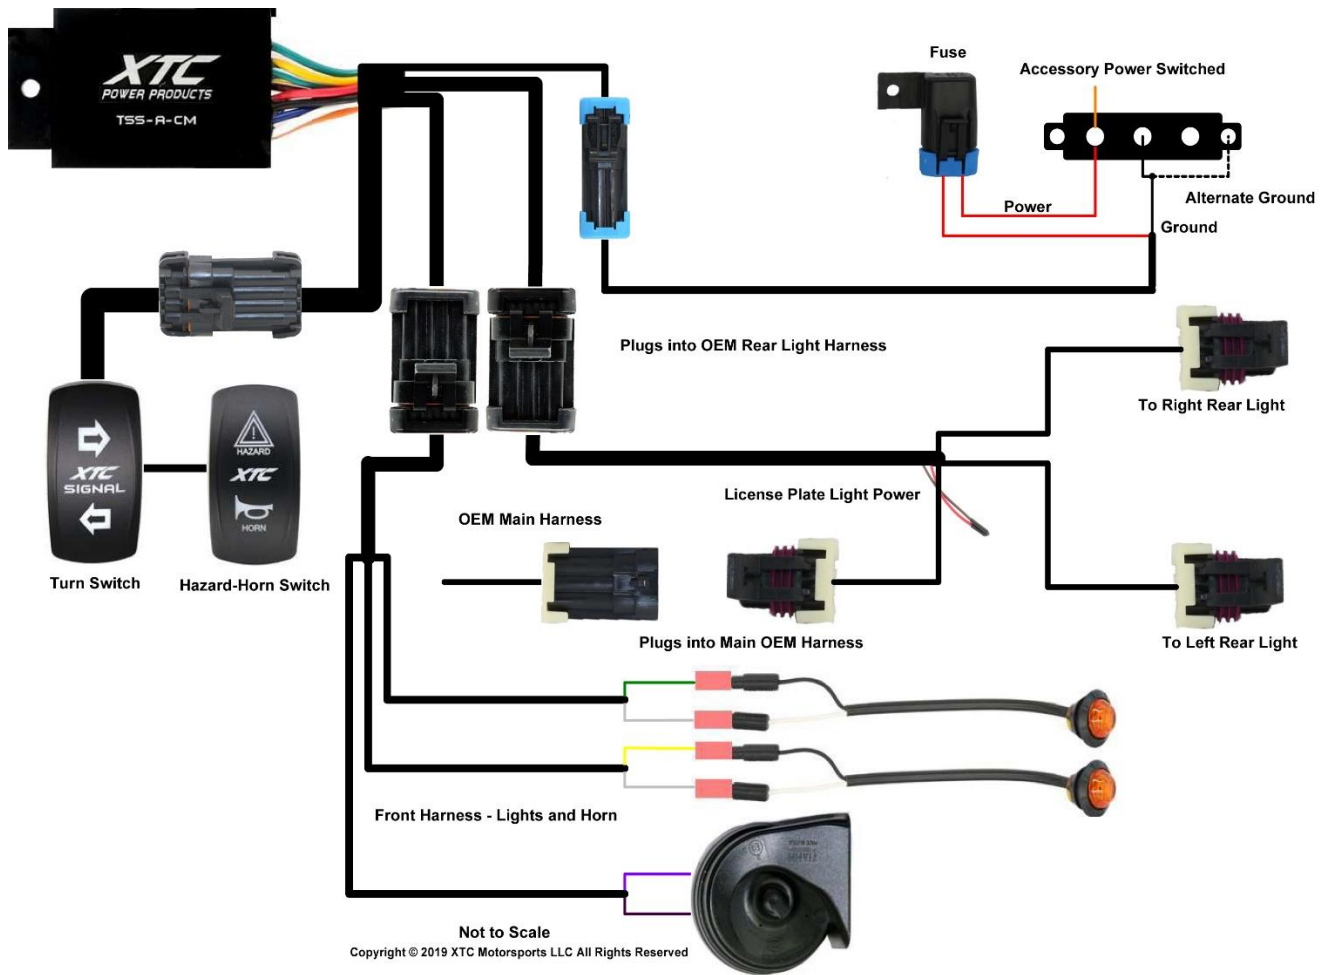 XTC
POWER PRODUCTS
TSS-A-CM
Fuse
Accessory Power Switched
Power
Alternate Ground
Ground
Plugs into OEM Rear Light Harness
To Right Rear Light
XTC
SIGNAL
HAZARD
XTC
HORN
License Plate Light Power
OEM Main Harness
Turn Switch
Hazard-Horn Switch
Plugs into Main OEM Harness
To Left Rear Light
Front Harness - Lights and Horn
Not to Scale
Copyright © 2019 XTC Motorsports LLC All Rights Reserved